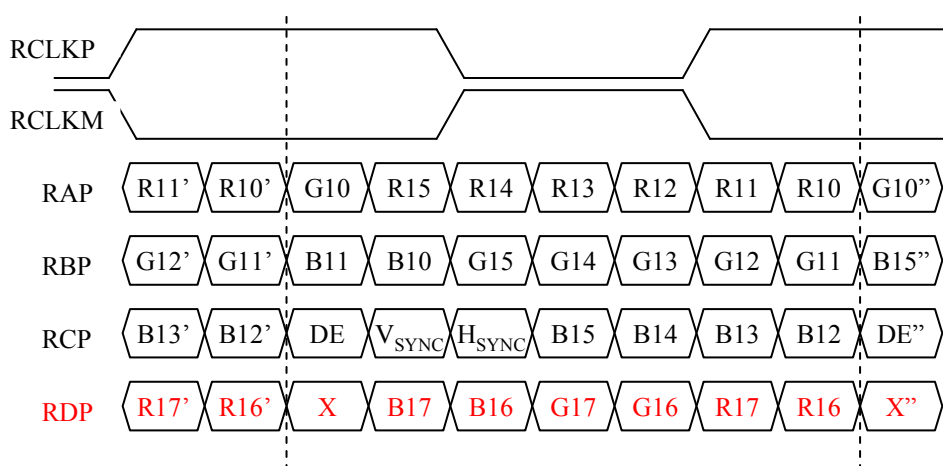 RCLKP
RCLKM
RAP R11’ R10’ G10 R15 R14 R13 R12 R11 R10 G10”
RBP G12’ G11’ B11 B10 G15 G14 G13 G12 G11 B15”
RCP B13’ B12’ DE VSYNC HSYNC B15 B14 B13 B12 DE”
RDP R17’ R16’ X B17 B16 G17 G16 R17 R16 X”